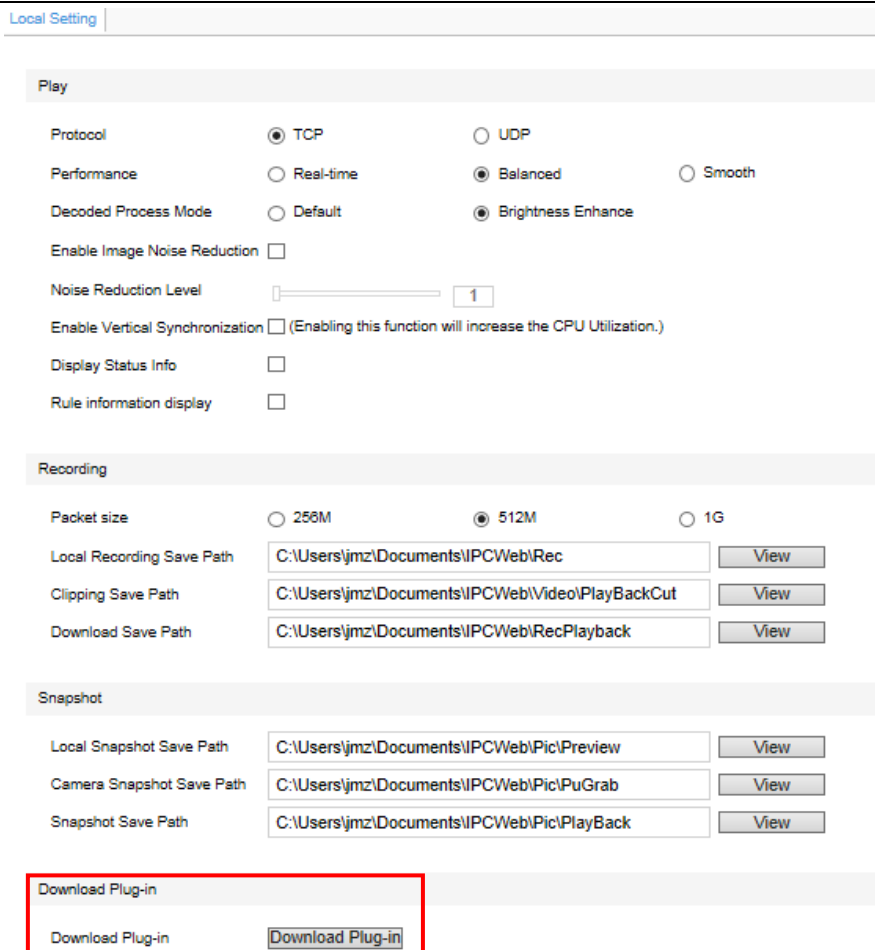 Local Setting
Play
Protocol TCP UDP
Performance Real-time Balanced Smooth
Decoded Process Mode Default Brightness Enhance
Enable Image Noise Reduction
Noise Reduction Level 1
Enable Vertical Synchronization (Enabling this function will increase the CPU Utilization.)
Display Status Info
Rule information display
Recording
Packet size 256M 512M 1G
Local Recording Save Path C:\Users\jmz\Documents\IPCWeb\Rec View
Clipping Save Path C:\Users\jmz\Documents\IPCWeb\Video\PlayBackCut View
Download Save Path C:\Users\jmz\Documents\IPCWeb\RecPlayback View
Snapshot
Local Snapshot Save Path C:\Users\jmz\Documents\IPCWeb\Pic\Preview View
Camera Snapshot Save Path C:\Users\jmz\Documents\IPCWeb\Pic\PuGrab View
Snapshot Save Path C:\Users\jmz\Documents\IPCWeb\Pic\PlayBack View
Download Plug-in
Download Plug-in Download Plug-in